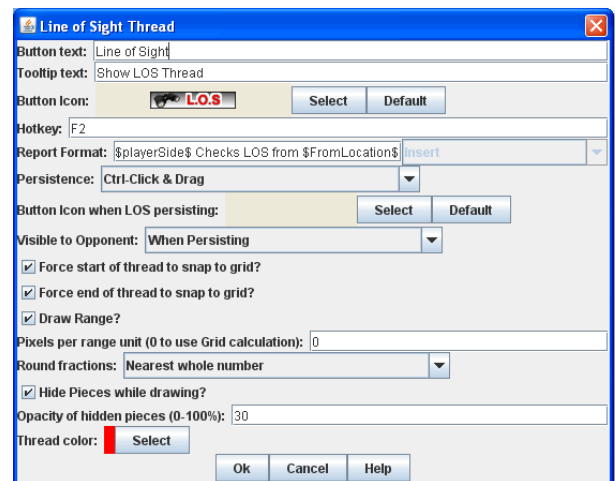 Line of Sight Thread
Button text: Line of Sight
Tooltip text: Show LOS Thread
Button Icon: L.O.S Select Default
Hotkey: F2
Report Format: $playerSide$ Checks LOS from $FromLocation$ Insert
Persistence: Ctrl-Click & Drag
Button Icon when LOS persisting: Select Default
Visible to Opponent: When Persisting
Force start of thread to snap to grid?
Force end of thread to snap to grid?
Draw Range?
Pixels per range unit (0 to use Grid calculation): 0
Round fractions: Nearest whole number
Hide Pieces while drawing?
Opacity of hidden pieces (0-100%): 30
Thread color: Select
Ok Cancel Help